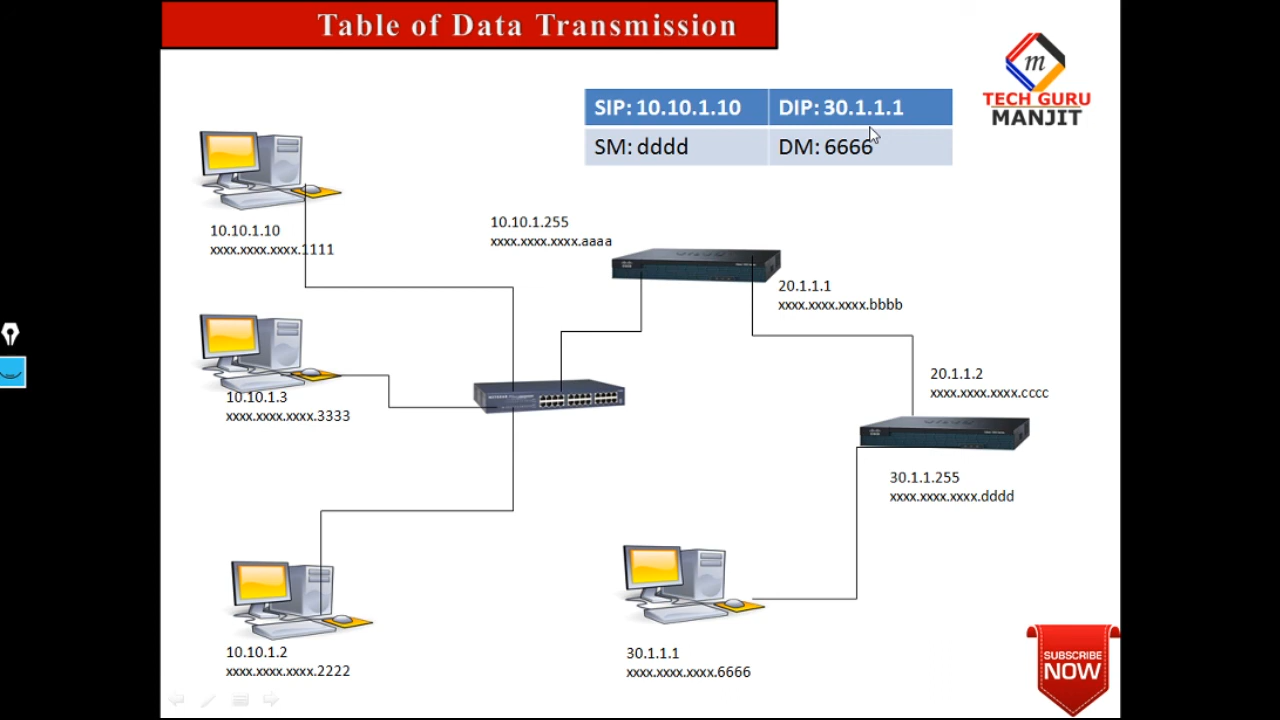 Table of Data Transmission
m
TECH GURU
MANJIT
SIP: 10.10.1.10
DIP: 30.1.1.1
SM: dddd
DM: 6666
10.10.1.10
xxxx.xxxx.xxxx.1111
10.10.1.255
xxxx.xxxx.xxxx.aaaa
20.1.1.1
xxxx.xxxx.xxxx.bbbb
10.10.1.3
xxxx.xxxx.xxxx.3333
20.1.1.2
xxxx.xxxx.xxxx.cccc
30.1.1.255
xxxx.xxxx.xxxx.dddd
10.10.1.2
xxxx.xxxx.xxxx.2222
30.1.1.1
xxxx.xxxx.xxxx.6666
SUBSCRIBE
NOW